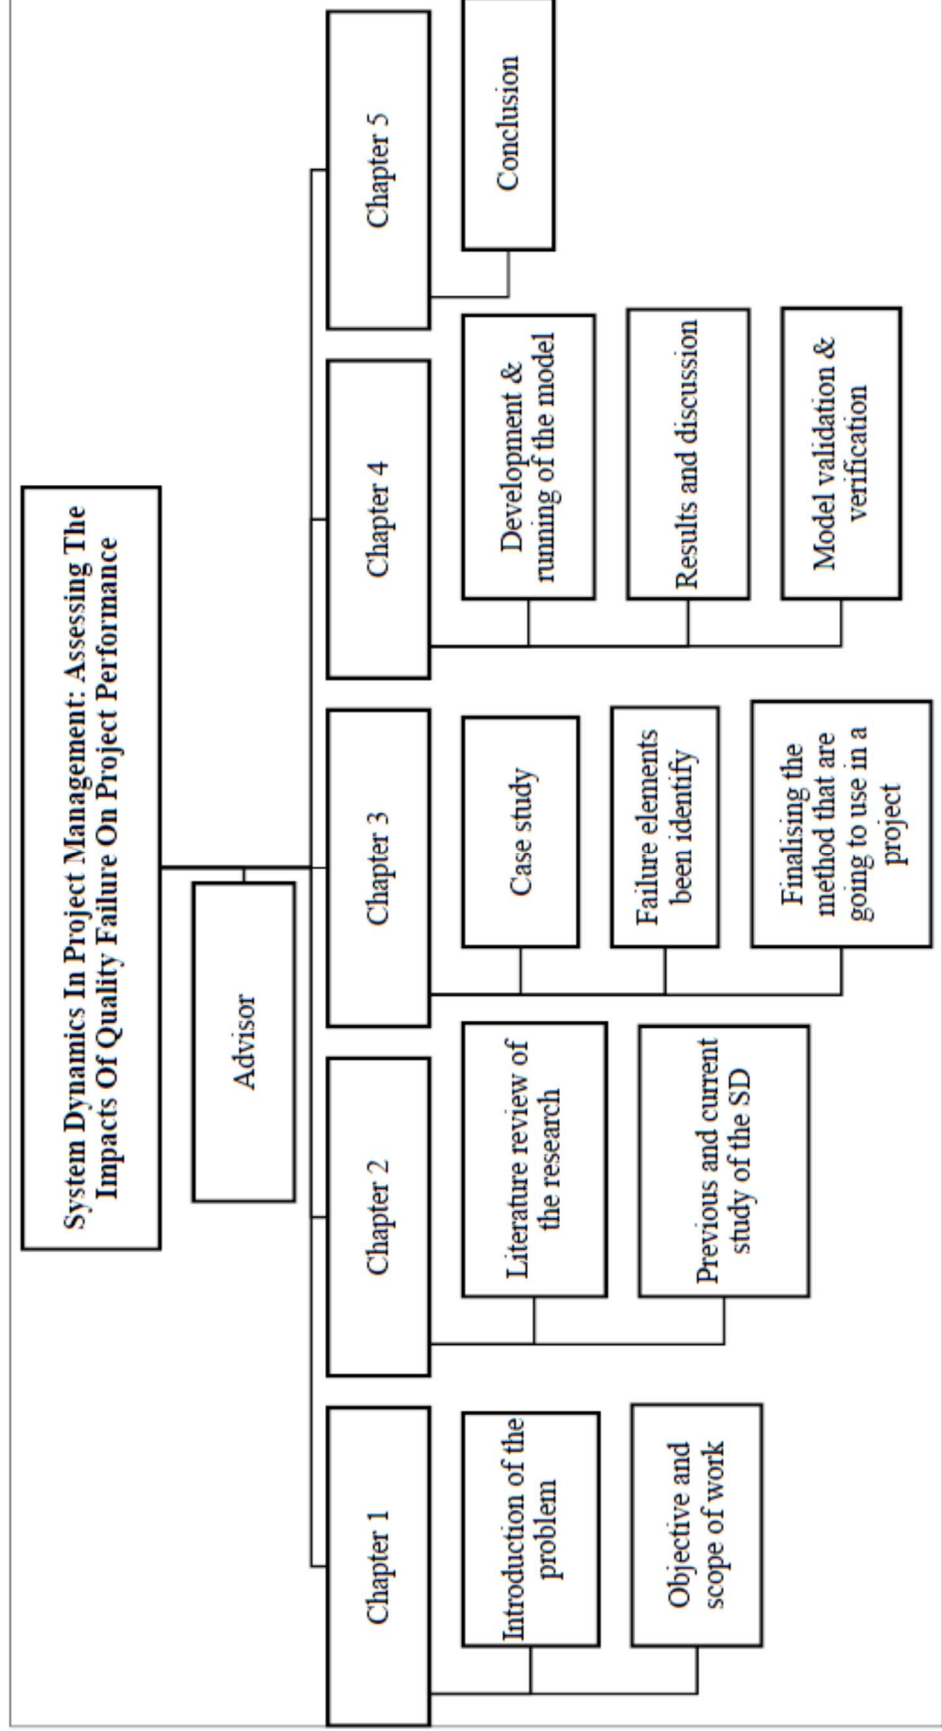 System Dynamics In Project Management: Assessing The
Impacts Of Quality Failure On Project Performance
Advisor
Chapter 1
Introduction of the
problem
Objective and
scope of work
Chapter 2
Literature review of
the research
Previous and current
study of the SD
Chapter 3
Case study
Failure elements
been identify
Finalising the
method that are
going to use in a
project
Chapter 4
Development &
running of the model
Results and discussion
Model validation &
verification
Chapter 5
Conclusion